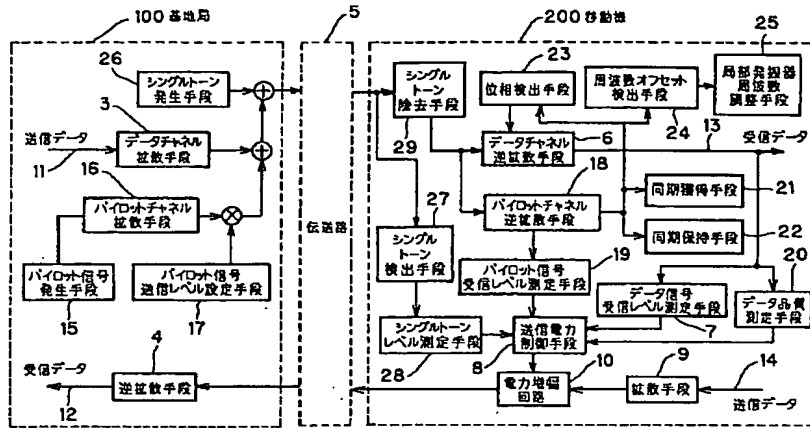 100 基地局
5
200 移動機
25
26
シングルトーン
発生手段
3
送信データ
11
データチャネル
拡散手段
16
パイロットチャネル
拡散手段
パイロット信号
発生手段
15
パイロット信号
送信レベル設定手段
17
受信データ
12
4
逆拡散手段
伝送路
シングル
トーン
除去手段
29
23
位相検出手段
周波数オフセット
検出手段
24
局部発振器
周波数
調整手段
6
データチャネル
逆拡散手段
13
受信データ
18
パイロットチャネル
逆拡散手段
同期獲得手段
21
同期保持手段
22
27
シングル
トーン
検出手段
19
パイロット信号
受信レベル測定手段
データ信号
受信レベル測定手段
7
20
データ品質
測定手段
シングルトーン
レベル測定手段
28
送信電力
制御手段
8
10
電力増幅
回路
9
拡散手段
14
送信データ